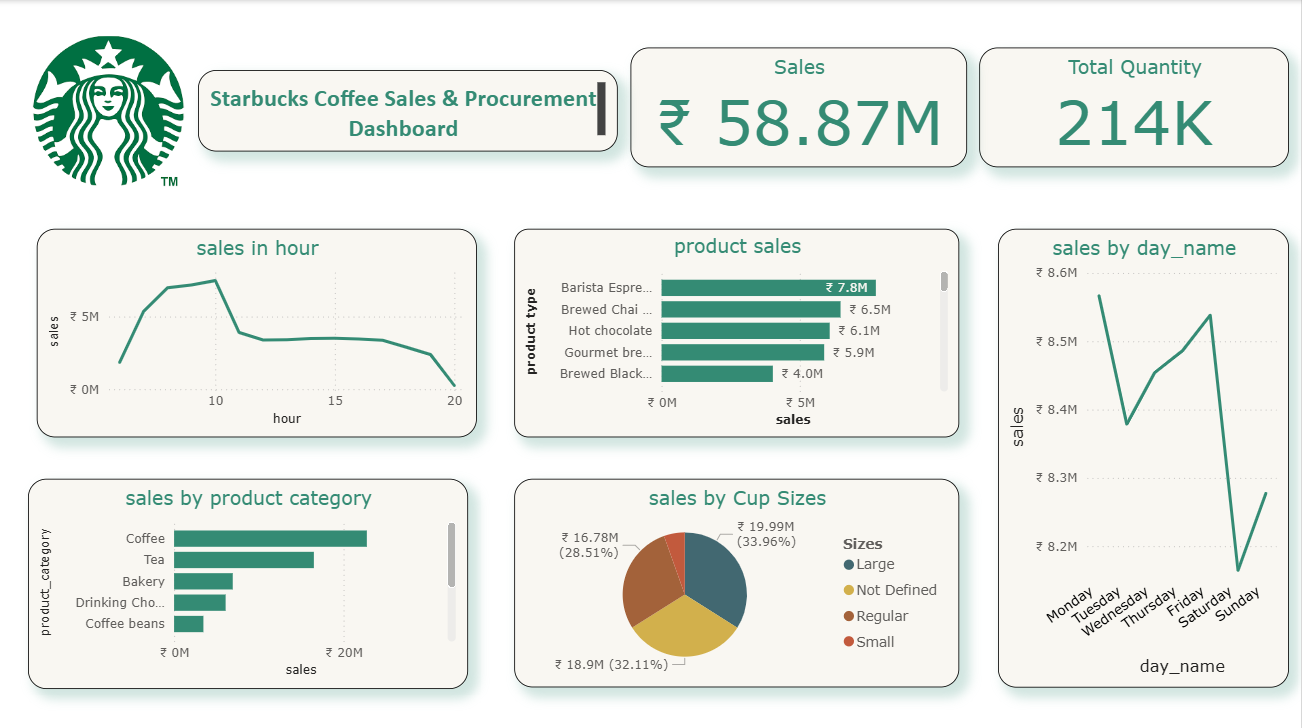 TM
Starbucks Coffee Sales & Procurement
Dashboard
Sales
₹ 58.87M
Total Quantity
214K
sales in hour
sales
₹ 5M
₹ 0M
10
15
20
hour
product sales
product type
Barista Espre...
₹ 7.8M
Brewed Chai ...
₹ 6.5M
Hot chocolate
₹ 6.1M
Gourmet bre...
₹ 5.9M
Brewed Black...
₹ 4.0M
₹ 0M
₹ 5M
sales
sales by day_name
sales
₹ 8.6M
₹ 8.5M
₹ 8.4M
₹ 8.3M
₹ 8.2M
Monday
Tuesday
Wednesday
Thursday
Friday
Saturday
Sunday
day_name
sales by product category
product_category
Coffee
Tea
Bakery
Drinking Cho...
Coffee beans
₹ 0M
₹ 20M
sales
sales by Cup Sizes
₹ 16.78M
(28.51%)
₹ 19.99M
(33.96%)
₹ 18.9M (32.11%)
Sizes
Large
Not Defined
Regular
Small